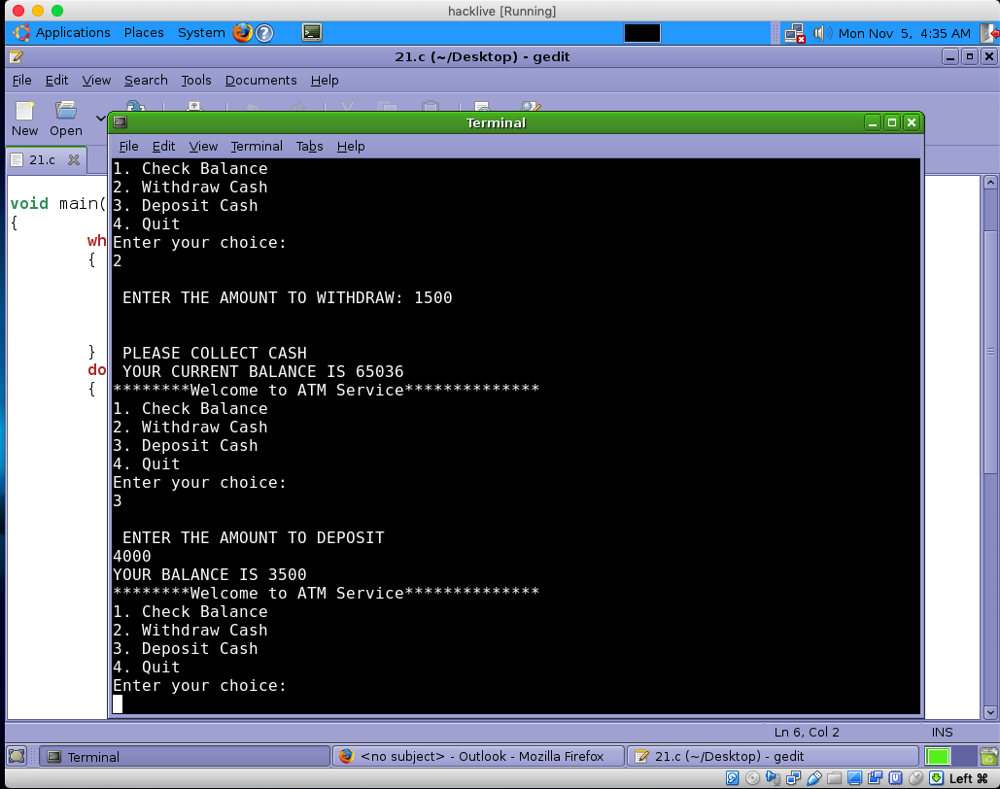 hacklive [Running]
Applications Places System Mon Nov 5, 4:35 AM
21.c (~/Desktop) - gedit
File Edit View Search Tools Documents Help
New Open
Terminal
File Edit View Terminal Tabs Help
21.c
void main(
{
wh
{
}
do
{
1. Check Balance
2. Withdraw Cash
3. Deposit Cash
4. Quit
Enter your choice:
2
ENTER THE AMOUNT TO WITHDRAW: 1500
PLEASE COLLECT CASH
YOUR CURRENT BALANCE IS 65036
********Welcome to ATM Service**************
1. Check Balance
2. Withdraw Cash
3. Deposit Cash
4. Quit
Enter your choice:
3
ENTER THE AMOUNT TO DEPOSIT
4000
YOUR BALANCE IS 3500
********Welcome to ATM Service**************
1. Check Balance
2. Withdraw Cash
3. Deposit Cash
4. Quit
Enter your choice:
Ln 6, Col 2 INS
Terminal <no subject> - Outlook - Mozilla Firefox 21.c (~/Desktop) - gedit
Left ⌘